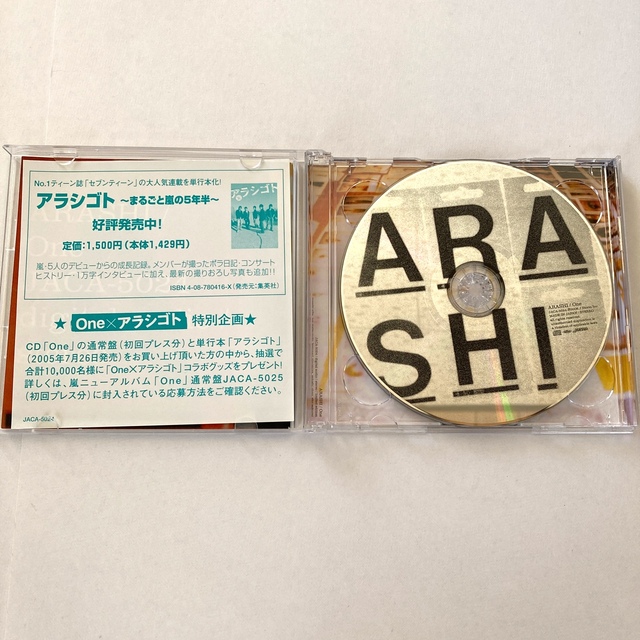 No.1ティーン誌「セブンティーン」の大人気連載を単行本化!
アラシゴト ～まるごと嵐の5年半～
好評発売中!
定価:1,500円(本体1,429円)
嵐・5人のデビューからの成長記録。メンバーが撮ったポラ日記・コンサート
ヒストリー・1万字インタビューに加え、最新の撮りおろし写真も追加!!
ISBN 4-08-780416-X(発売元:集英社)
アラシゴト
★ One×アラシゴト 特別企画★
CD「One」の通常盤(初回プレス分)と単行本「アラシゴト」
(2005年7月26日発売)をお買い上げ頂いた方の中から、抽選で
合計10,000名様に「One×アラシゴト」コラボグッズをプレゼント!
詳しくは、嵐ニューアルバム「One」通常盤JACA-5025
(初回プレス分)に封入されている応募方法をご確認ください。
JACA-5024
ARA
SHI
ARASHI / One